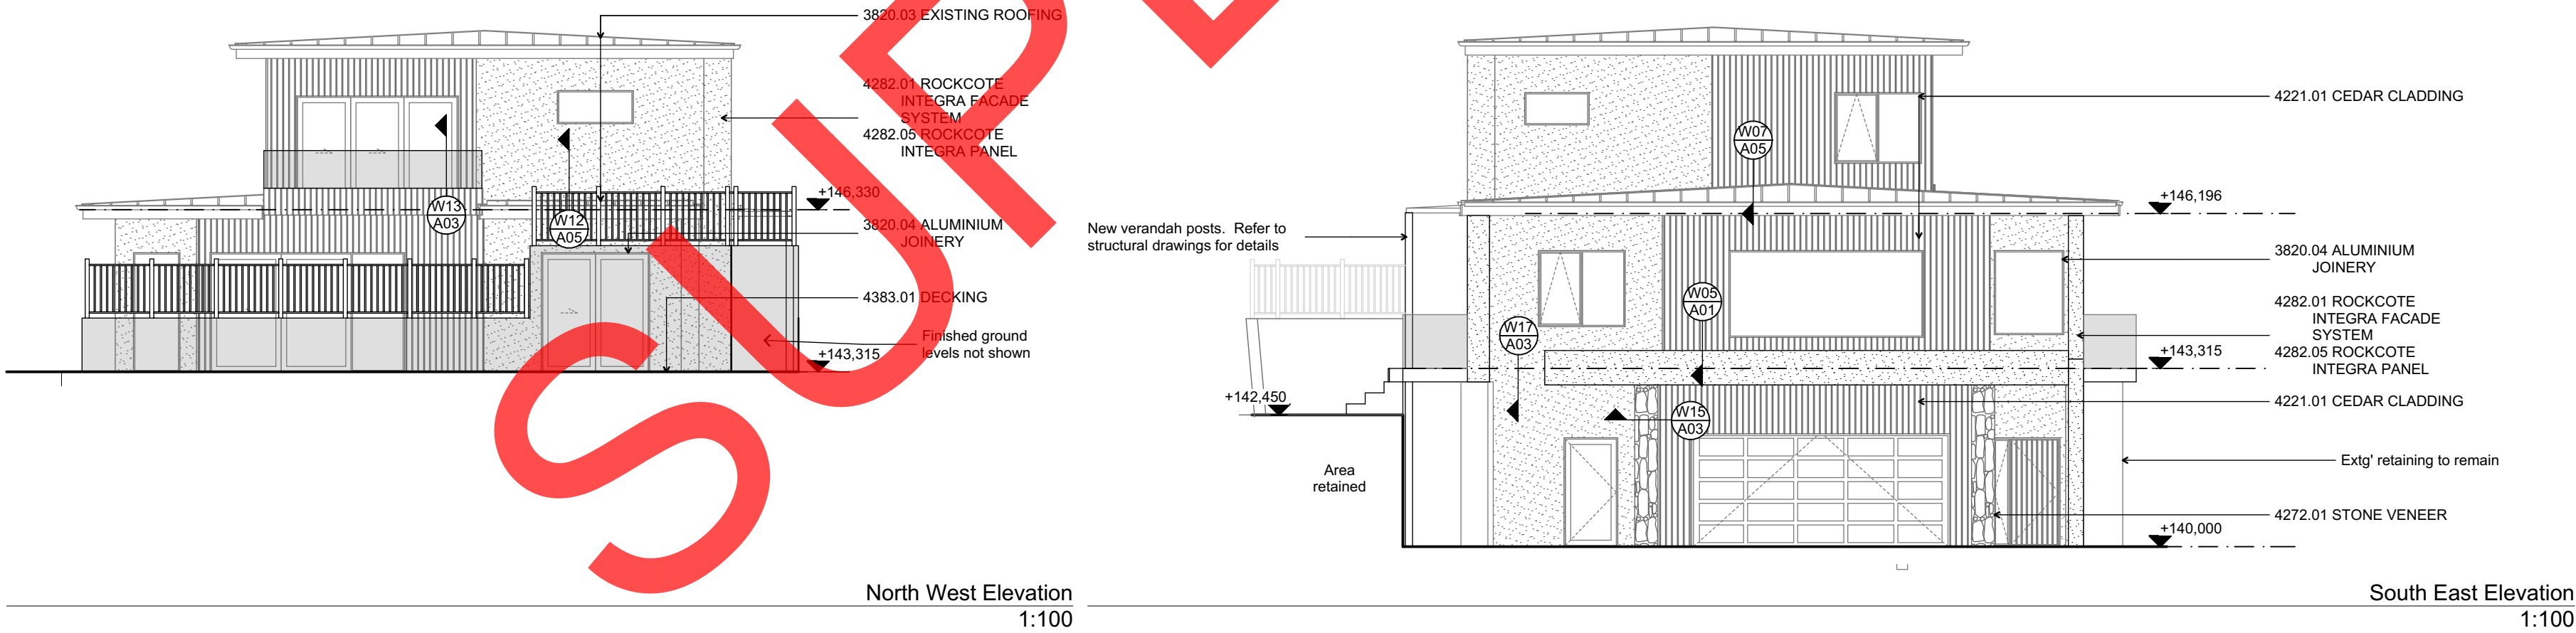 3820.03 EXISTING ROOFING
4282.01 ROCKCOTE
INTEGRA FACADE
SYSTEM
4282.05 ROCKCOTE
INTEGRA PANEL
+146,330
W13
A03
W12
A05
3820.04 ALUMINIUM
JOINERY
4383.01 DECKING
Finished ground
levels not shown
+143,315
North West Elevation
1:100
4221.01 CEDAR CLADDING
W07
A05
+146,196
New verandah posts. Refer to
structural drawings for details
3820.04 ALUMINIUM
JOINERY
W05
A01
4282.01 ROCKCOTE
INTEGRA FACADE
SYSTEM
W17
A03
+143,315
4282.05 ROCKCOTE
INTEGRA PANEL
+142,450
4221.01 CEDAR CLADDING
W15
A03
Area
retained
Extg' retaining to remain
4272.01 STONE VENEER
+140,000
South East Elevation
1:100